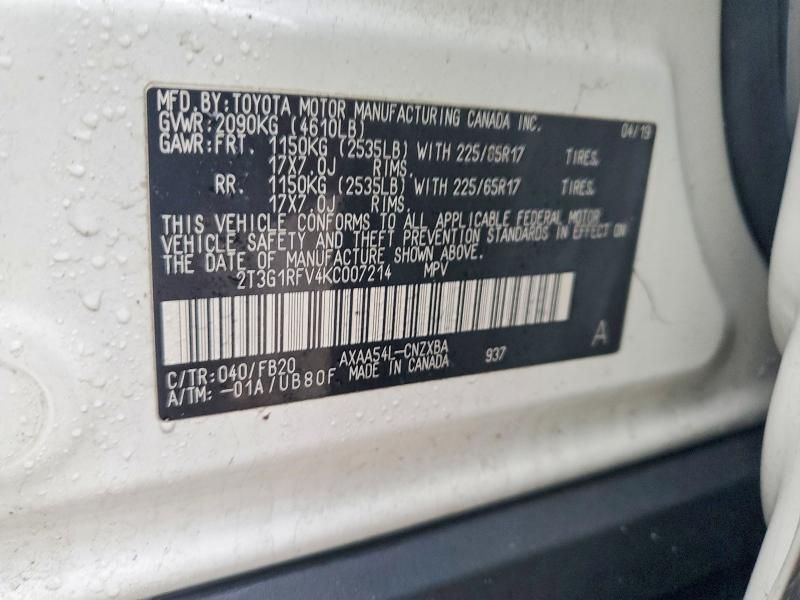 MFD.BY:TOYOTA MOTOR MANUFACTURING CANADA INC.
04/19
GVWR:2090KG (4610LB)
GAWR:FRT. 1150KG (2535LB) WITH 225/65R17 TIRES.
17X7.0J RIMS.
RR. 1150KG (2535LB) WITH 225/65R17 TIRES.
17X7.0J RIMS.
THIS VEHICLE CONFORMS TO ALL APPLICABLE FEDERAL MOTOR
VEHICLE SAFETY AND THEFT PREVENTION STANDARDS IN EFFECT ON
THE DATE OF MANUFACTURE SHOWN ABOVE.
2T3G1RFV4KC007214 MPV
C/TR:040/FB20 AXAA54L-CNZXBA 937 A
A/TM:-01A/UB80F MADE IN CANADA